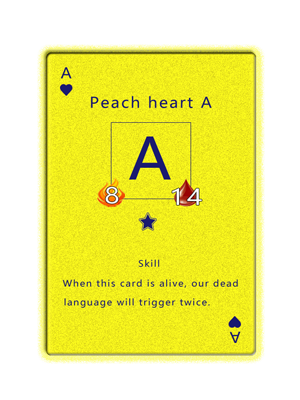 A
Peach heart A
A
8 14
Skill
When this card is alive, our dead
language will trigger twice.
A